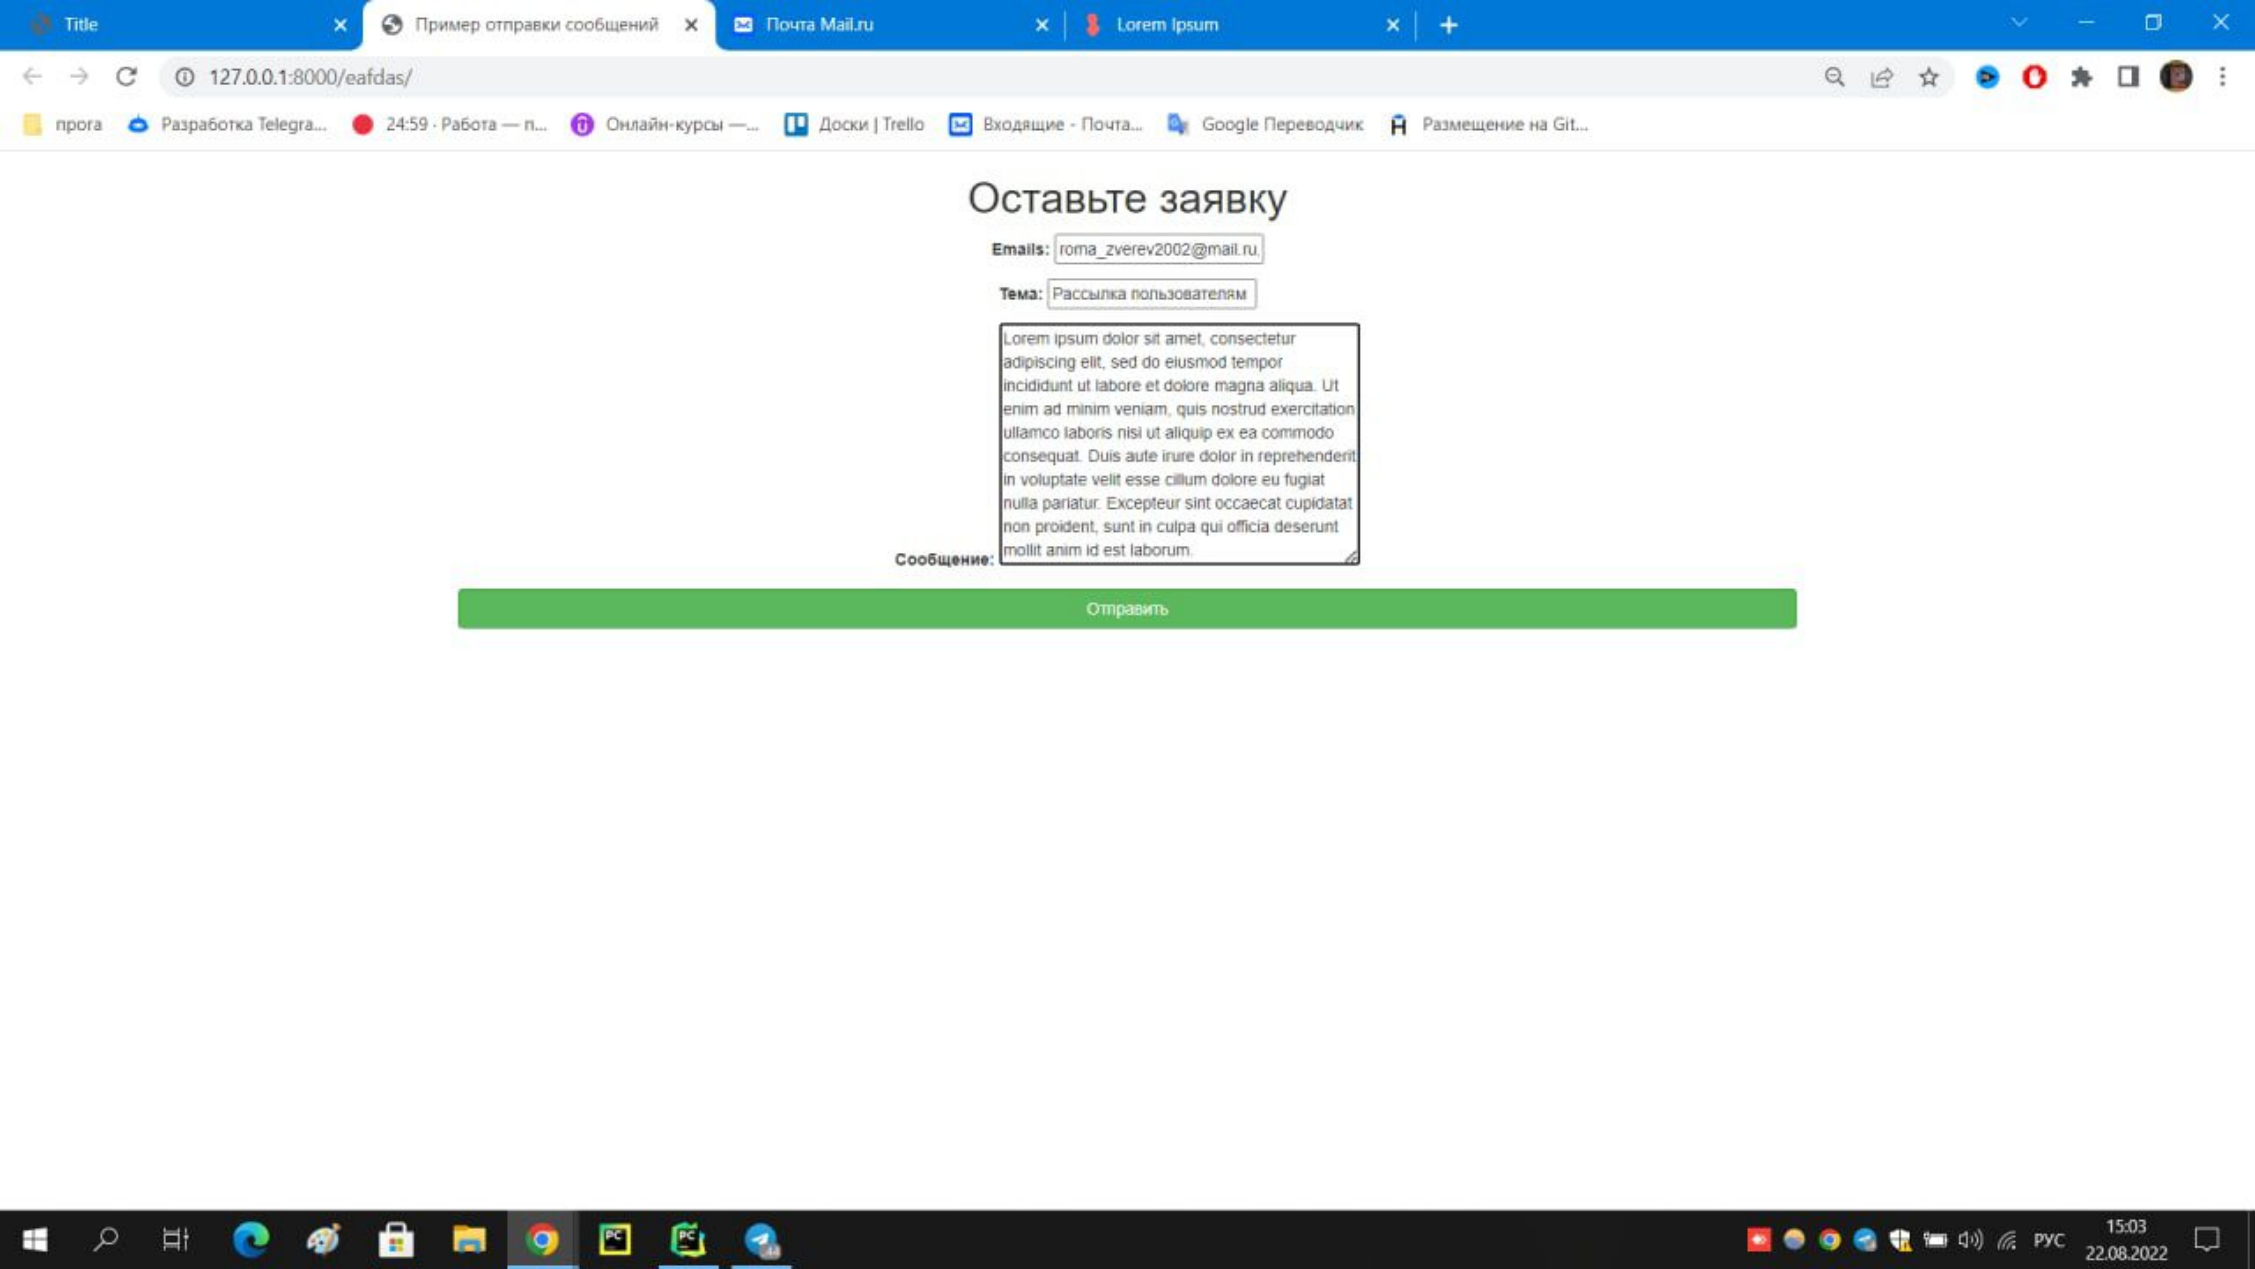 Title
Пример отправки сообщений
Почта Mail.ru
Lorem Ipsum
127.0.0.1:8000/eafdas/
прога
Разработка Telegra...
24:59 · Работа — п...
Онлайн-курсы —...
Доски | Trello
Входящие - Почта...
Google Переводчик
Размещение на Git...
Оставьте заявку
Emails: roma_zverev2002@mail.ru,
Тема: Рассылка пользователям
Lorem ipsum dolor sit amet, consectetur
adipiscing elit, sed do eiusmod tempor
incididunt ut labore et dolore magna aliqua. Ut
enim ad minim veniam, quis nostrud exercitation
ullamco laboris nisi ut aliquip ex ea commodo
consequat. Duis aute irure dolor in reprehenderit
in voluptate velit esse cillum dolore eu fugiat
nulla pariatur. Excepteur sint occaecat cupidatat
non proident, sunt in culpa qui officia deserunt
mollit anim id est laborum.
Сообщение:
Отправить
PC
PC
РУС
15:03
22.08.2022